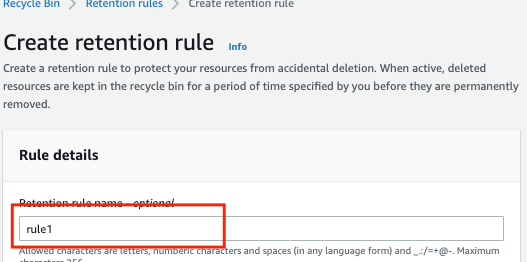 Recycle Bin > Retention rules > Create retention rule
Create retention rule Info
Create a retention rule to protect your resources from accidental deletion. When active, deleted
resources are kept in the recycle bin for a period of time specified by you before they are permanently
removed.
Rule details
Retention rule name - optional
rule1
Allowed characters are letters, numberic characters and spaces (in any language form) and _.:/=+@-. Maximum
characters 256